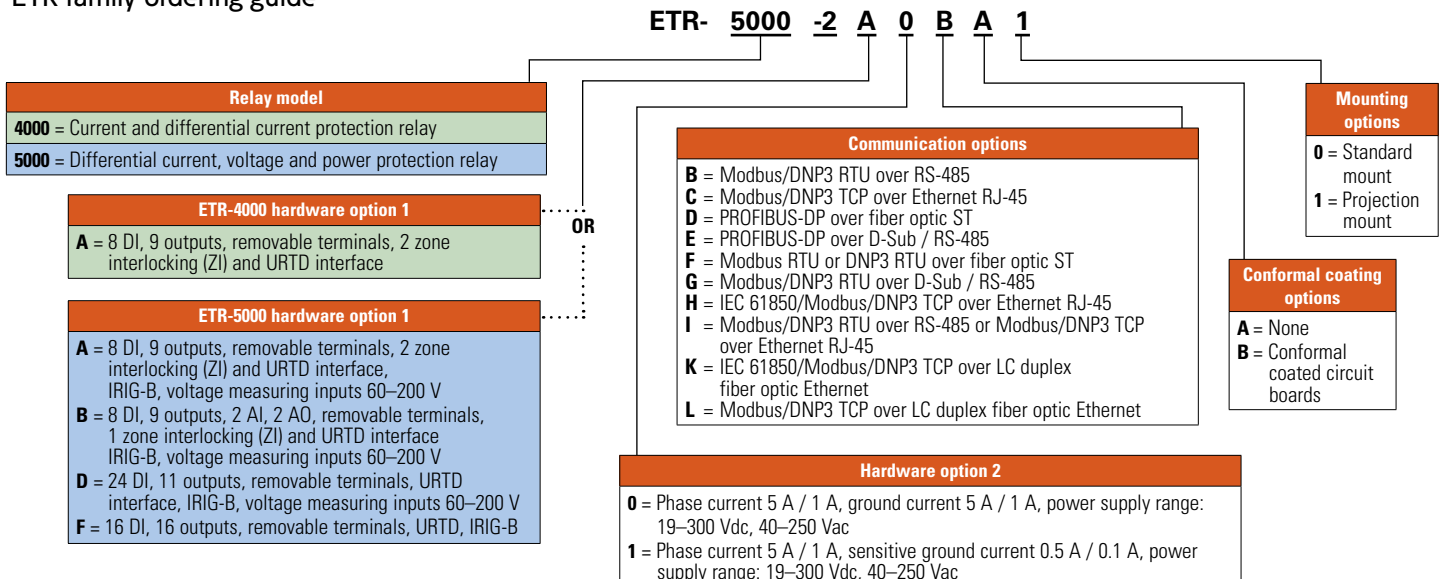 ETR family ordering guide
ETR- 5000 -2 A 0 B A 1
Relay model
4000 = Current and differential current protection relay
5000 = Differential current, voltage and power protection relay
ETR-4000 hardware option 1
A = 8 DI, 9 outputs, removable terminals, 2 zone
interlocking (ZI) and URTD interface
OR
ETR-5000 hardware option 1
A = 8 DI, 9 outputs, removable terminals, 2 zone
interlocking (ZI) and URTD interface,
IRIG-B, voltage measuring inputs 60–200 V
B = 8 DI, 9 outputs, 2 AI, 2 AO, removable terminals,
1 zone interlocking (ZI) and URTD interface
IRIG-B, voltage measuring inputs 60–200 V
D = 24 DI, 11 outputs, removable terminals, URTD
interface, IRIG-B, voltage measuring inputs 60–200 V
F = 16 DI, 16 outputs, removable terminals, URTD, IRIG-B
Communication options
B = Modbus/DNP3 RTU over RS-485
C = Modbus/DNP3 TCP over Ethernet RJ-45
D = PROFIBUS-DP over fiber optic ST
E = PROFIBUS-DP over D-Sub / RS-485
F = Modbus RTU or DNP3 RTU over fiber optic ST
G = Modbus/DNP3 RTU over D-Sub / RS-485
H = IEC 61850/Modbus/DNP3 TCP over Ethernet RJ-45
I = Modbus/DNP3 RTU over RS-485 or Modbus/DNP3 TCP
over Ethernet RJ-45
K = IEC 61850/Modbus/DNP3 TCP over LC duplex
fiber optic Ethernet
L = Modbus/DNP3 TCP over LC duplex fiber optic Ethernet
Hardware option 2
0 = Phase current 5 A / 1 A, ground current 5 A / 1 A, power supply range:
19–300 Vdc, 40–250 Vac
1 = Phase current 5 A / 1 A, sensitive ground current 0.5 A / 0.1 A, power
supply range: 19–300 Vdc, 40–250 Vac
Conformal coating
options
A = None
B = Conformal
coated circuit
boards
Mounting
options
0 = Standard
mount
1 = Projection
mount